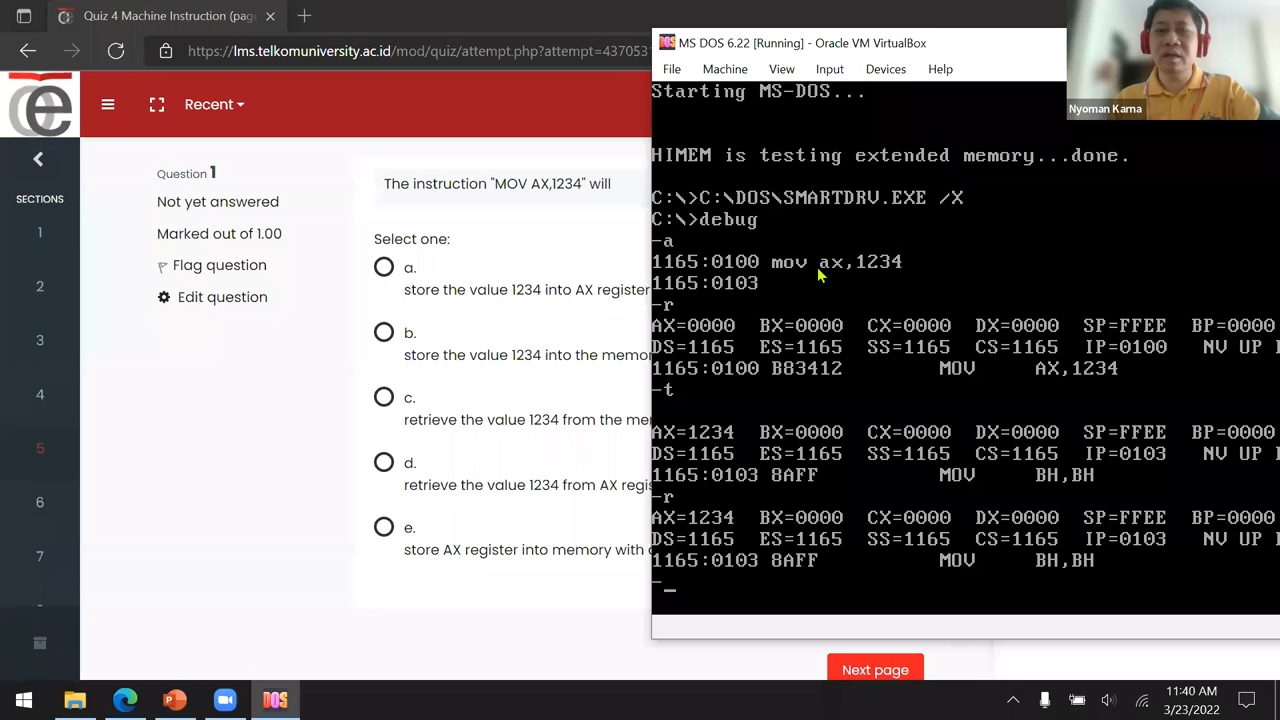 Quiz 4 Machine Instruction (pag
https://lms.telkomuniversity.ac.id/mod/quiz/attempt.php?attempt=437053
Recent
SECTIONS
1
2
3
4
5
6
7
Question 1
Not yet answered
Marked out of 1.00
Flag question
Edit question
The instruction "MOV AX,1234" will
Select one:
a.
store the value 1234 into AX register
b.
store the value 1234 into the memor
c.
retrieve the value 1234 from the me
d.
retrieve the value 1234 from AX regis
e.
store AX register into memory with
Next page
MS DOS 6.22 [Running] - Oracle VM VirtualBox
File Machine View Input Devices Help
Starting MS-DOS...
HIMEM is testing extended memory...done.
C:\>C:\DOS\SMARTDRV.EXE /X
C:\>debug
-a
1165:0100 mov ax,1234
1165:0103
-r
AX=0000 BX=0000 CX=0000 DX=0000 SP=FFEE BP=0000
DS=1165 ES=1165 SS=1165 CS=1165 IP=0100 NV UP
1165:0100 B83412 MOV AX,1234
-t
AX=1234 BX=0000 CX=0000 DX=0000 SP=FFEE BP=0000
DS=1165 ES=1165 SS=1165 CS=1165 IP=0103 NV UP
1165:0103 8AFF MOV BH,BH
-r
AX=1234 BX=0000 CX=0000 DX=0000 SP=FFEE BP=0000
DS=1165 ES=1165 SS=1165 CS=1165 IP=0103 NV UP
1165:0103 8AFF MOV BH,BH
-_
Nyoman Karna
DOS
11:40 AM
3/23/2022